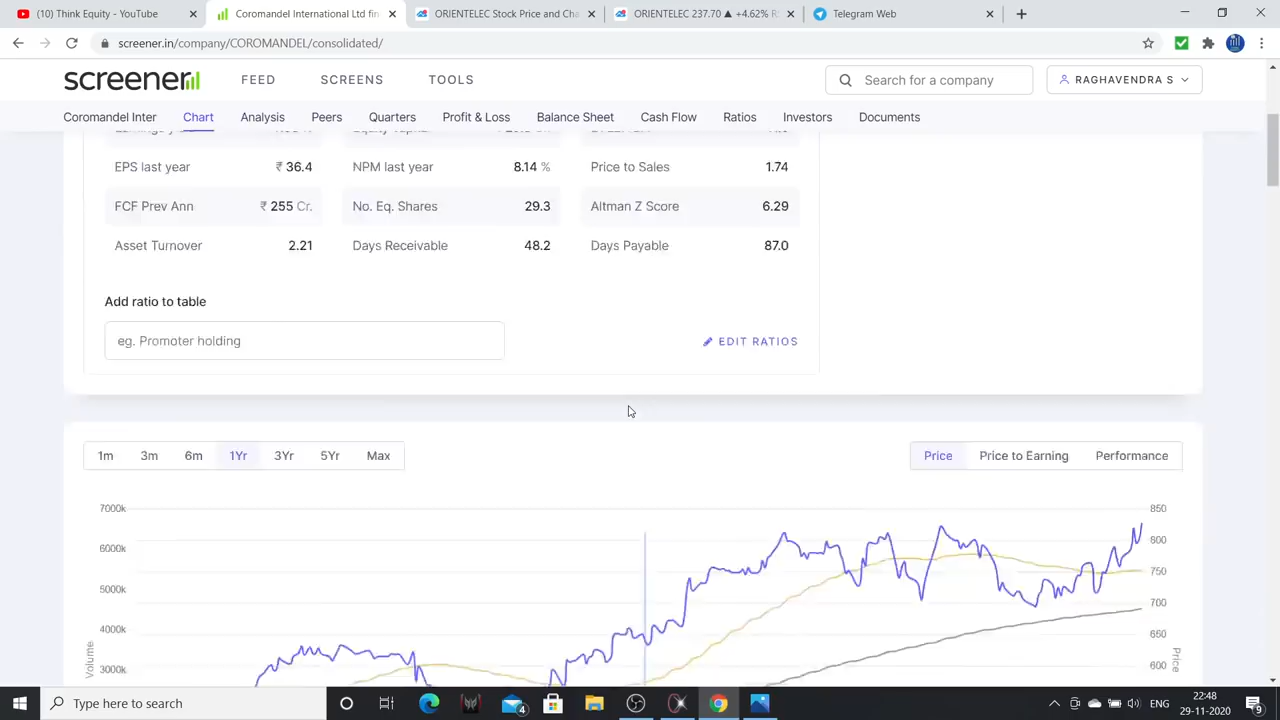 (10) Think Equity - YouTube
Coromandel International Ltd fin
ORIENTELEC Stock Price and Cha
ORIENTELEC 237.70 ▲ +4.62% R
Telegram Web
screener.in/company/COROMANDEL/consolidated/
screener
FEED
SCREENS
TOOLS
Search for a company
RAGHAVENDRA S
Coromandel Inter
Chart
Analysis
Peers
Quarters
Profit & Loss
Balance Sheet
Cash Flow
Ratios
Investors
Documents
EPS last year ₹ 36.4
NPM last year 8.14 %
Price to Sales 1.74
FCF Prev Ann ₹ 255 Cr.
No. Eq. Shares 29.3
Altman Z Score 6.29
Asset Turnover 2.21
Days Receivable 48.2
Days Payable 87.0
Add ratio to table
eg. Promoter holding
EDIT RATIOS
1m 3m 6m 1Yr 3Yr 5Yr Max
Price Price to Earning Performance
7000k
6000k
5000k
4000k
3000k
Volume
850
800
750
700
650
600
Price
Type here to search
4
ENG
22:48
29-11-2020
9